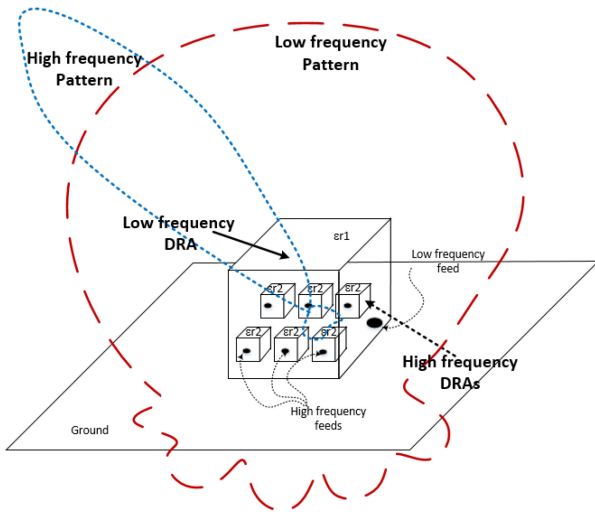 High frequency
Pattern
Low frequency
Pattern
Low frequency
DRA
εr1
Low frequency
feed
εr2
εr2
εr2
εr2
εr2
εr2
High frequency
DRAs
High frequency
feeds
Ground